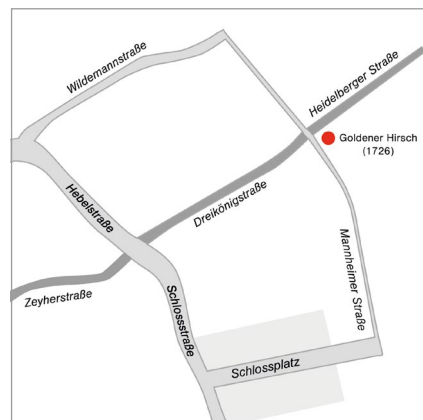 Wildemannstraße
Heidelberger Straße
Goldener Hirsch
(1726)
Hebelstraße
Dreikönigstraße
Mannheimer Straße
Zeyherstraße
Schlossstraße
Schlossplatz